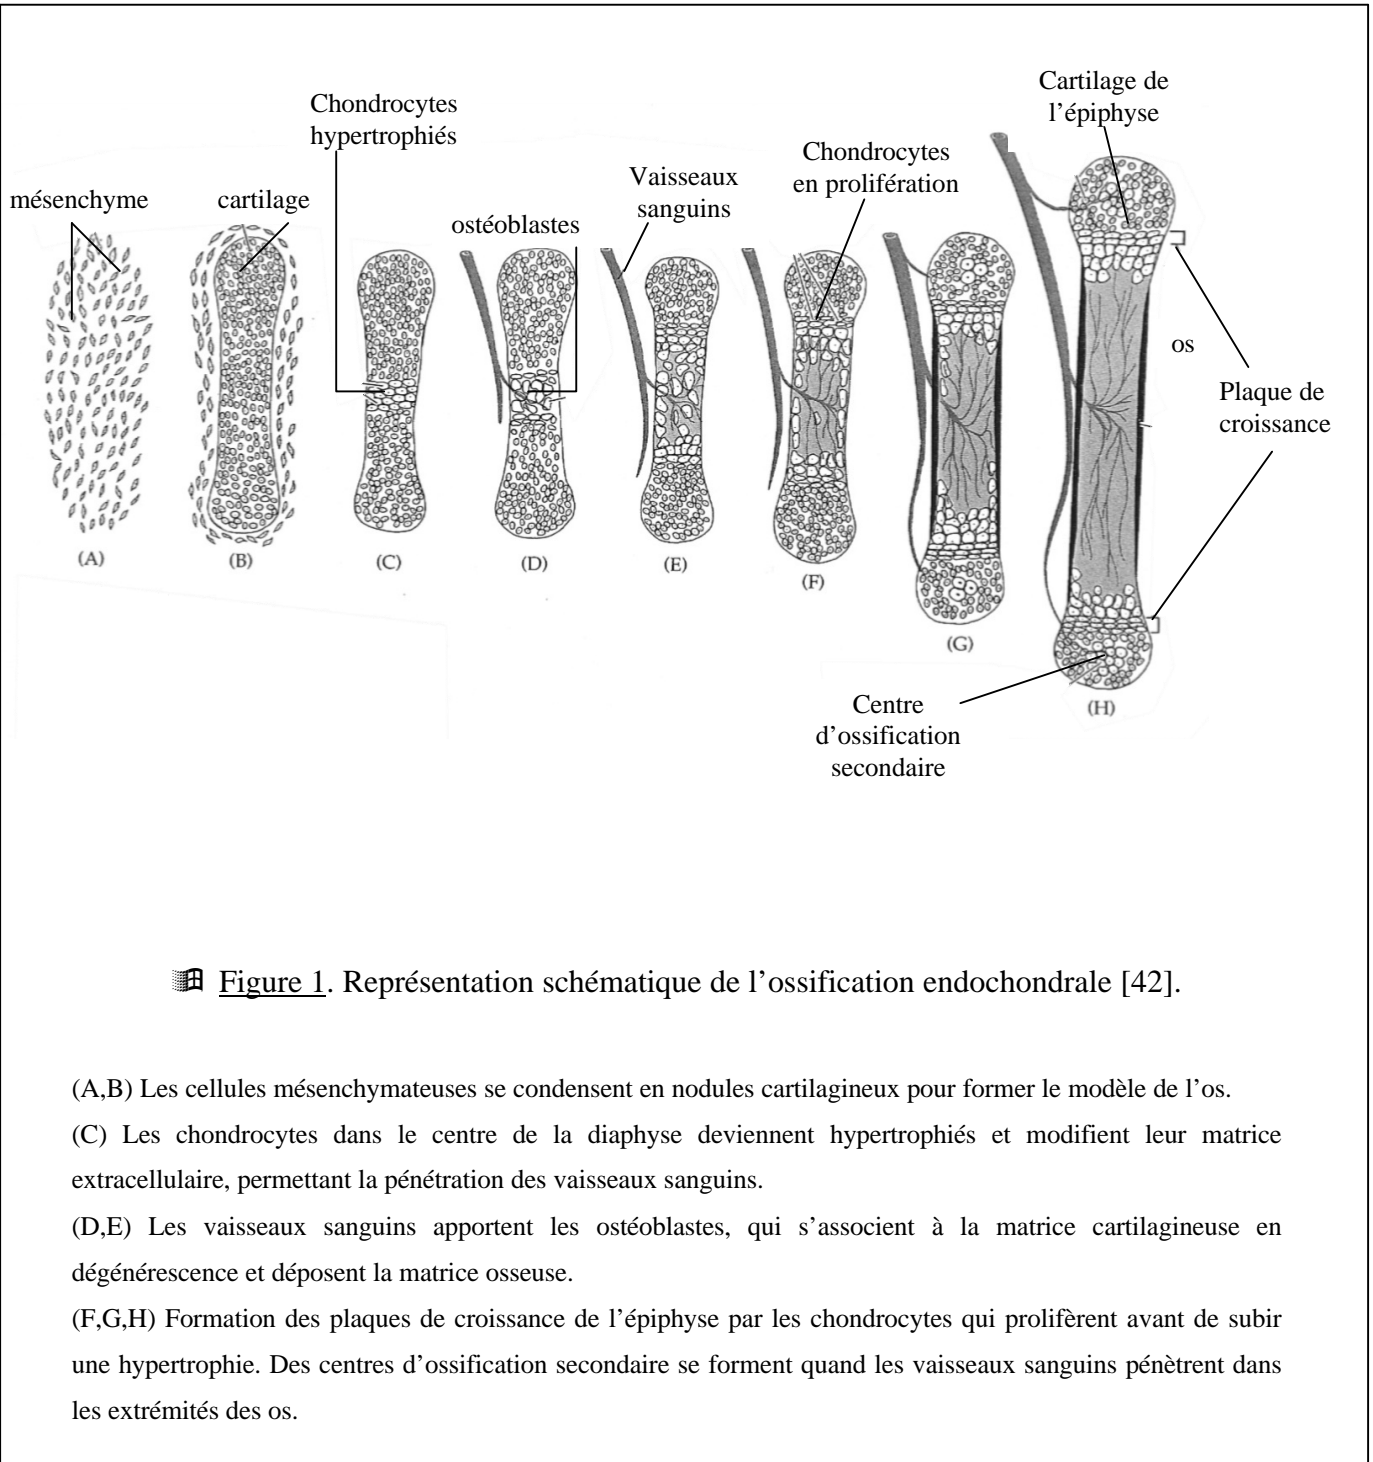 Cartilage de
l’épiphyse
Chondrocytes
hypertrophiés
Chondrocytes
en prolifération
Vaisseaux
sanguins
mésenchyme
cartilage
ostéoblastes
os
Plaque de
croissance
(A)
(B)
(C)
(D)
(E)
(F)
(G)
(H)
Centre
d’ossification
secondaire
Figure 1. Représentation schématique de l’ossification endochondrale [42].
(A,B) Les cellules mésenchymateuses se condensent en nodules cartilagineux pour former le modèle de l’os.
(C) Les chondrocytes dans le centre de la diaphyse deviennent hypertrophiés et modifient leur matrice
extracellulaire, permettant la pénétration des vaisseaux sanguins.
(D,E) Les vaisseaux sanguins apportent les ostéoblastes, qui s’associent à la matrice cartilagineuse en
dégénérescence et déposent la matrice osseuse.
(F,G,H) Formation des plaques de croissance de l’épiphyse par les chondrocytes qui prolifèrent avant de subir
une hypertrophie. Des centres d’ossification secondaire se forment quand les vaisseaux sanguins pénètrent dans
les extrémités des os.